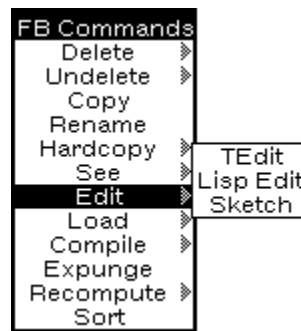 FB Commands
Delete
Undelete
Copy
Rename
Hardcopy
See
Edit
Load
Compile
Expunge
Recompute
Sort
TEdit
Lisp Edit
Sketch